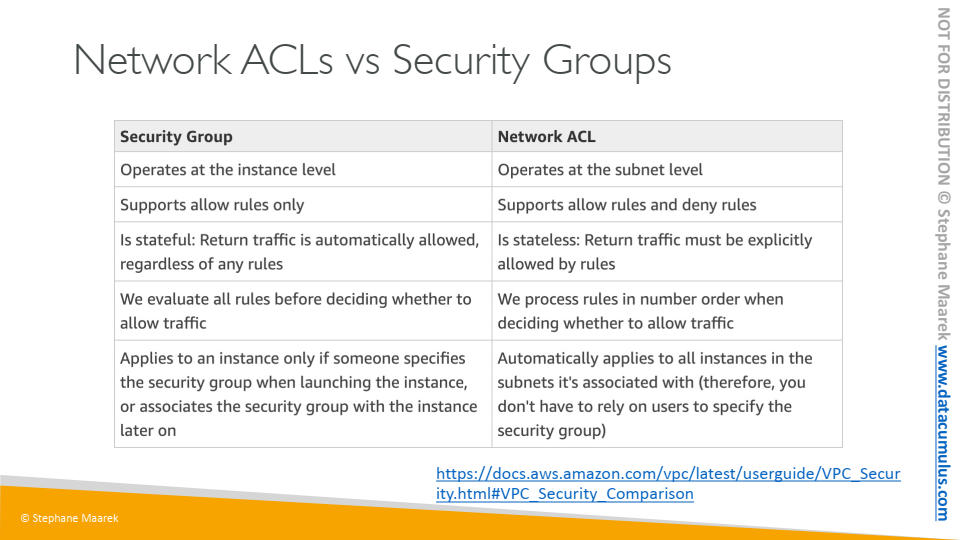 Network ACLs vs Security Groups
Security Group
Network ACL
Operates at the instance level
Operates at the subnet level
Supports allow rules only
Supports allow rules and deny rules
Is stateful: Return traffic is automatically allowed,
regardless of any rules
Is stateless: Return traffic must be explicitly
allowed by rules
We evaluate all rules before deciding whether to
allow traffic
We process rules in number order when
deciding whether to allow traffic
Applies to an instance only if someone specifies
the security group when launching the instance,
or associates the security group with the instance
later on
Automatically applies to all instances in the
subnets it's associated with (therefore, you
don't have to rely on users to specify the
security group)
https://docs.aws.amazon.com/vpc/latest/userguide/VPC_Secur
ity.html#VPC_Security_Comparison
© Stephane Maarek
NOT FOR DISTRIBUTION © Stephane Maarek www.datacumulus.com